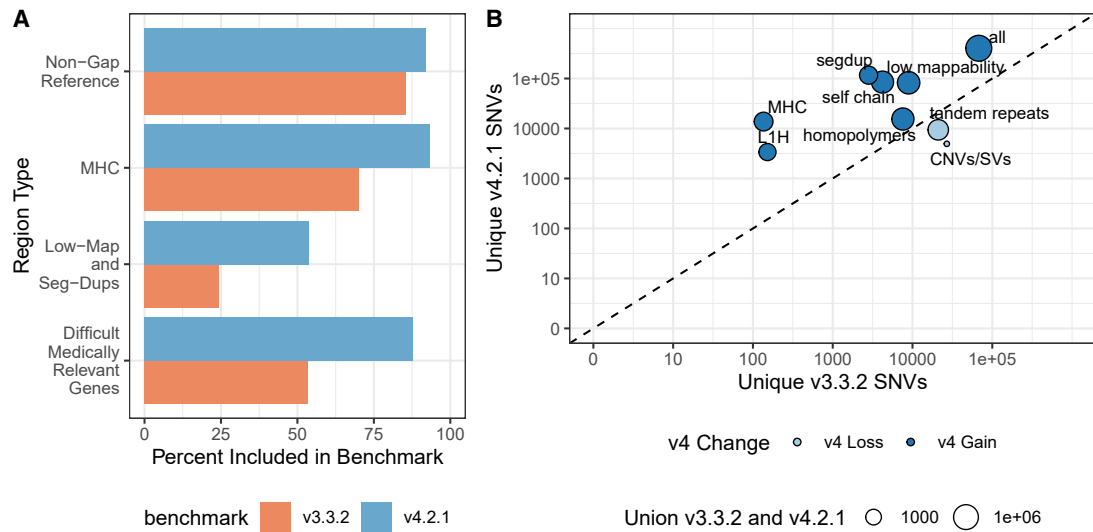 A
Region Type
Non−Gap
Reference
MHC
Low−Map
and
Seg−Dups
Difficult
Medically
Relevant
Genes
0 25 50 75 100
Percent Included in Benchmark
benchmark v3.3.2 v4.2.1
B
Unique v4.2.1 SNVs
1e+05
10000
1000
100
10
0
all
segdup
low mappability
self chain
MHC
tandem repeats
L1H
homopolymers
CNVs/SVs
0 10 100 1000 10000 1e+05
Unique v3.3.2 SNVs
v4 Change v4 Loss v4 Gain
Union v3.3.2 and v4.2.1 1000 1e+06